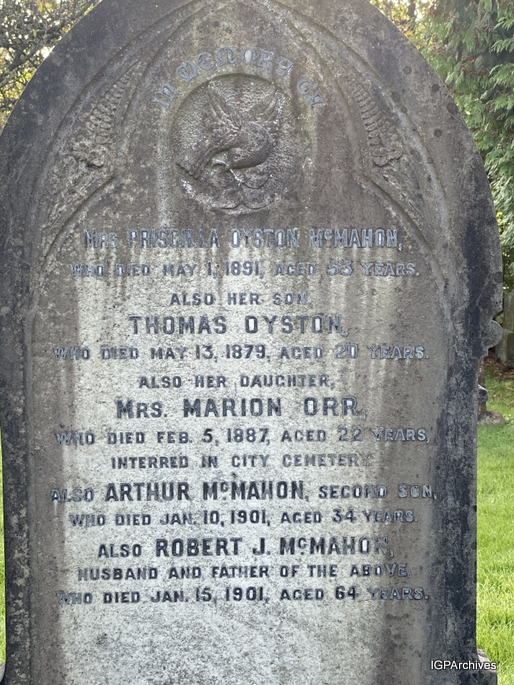 IN MEMORY OF
MRS PRISCILLA OYSTON McMAHON,
WHO DIED MAY 1, 1891, AGED 55 YEARS.
ALSO HER SON,
THOMAS OYSTON,
WHO DIED MAY 13, 1879, AGED 20 YEARS.
ALSO HER DAUGHTER,
MRS. MARION ORR,
WHO DIED FEB. 5, 1887, AGED 22 YEARS,
INTERRED IN CITY CEMETERY
ALSO ARTHUR McMAHON, SECOND SON,
WHO DIED JAN. 10, 1901, AGED 34 YEARS.
ALSO ROBERT J. McMAHON,
HUSBAND AND FATHER OF THE ABOVE
WHO DIED JAN. 15, 1901, AGED 64 YEARS.
IGPArchives